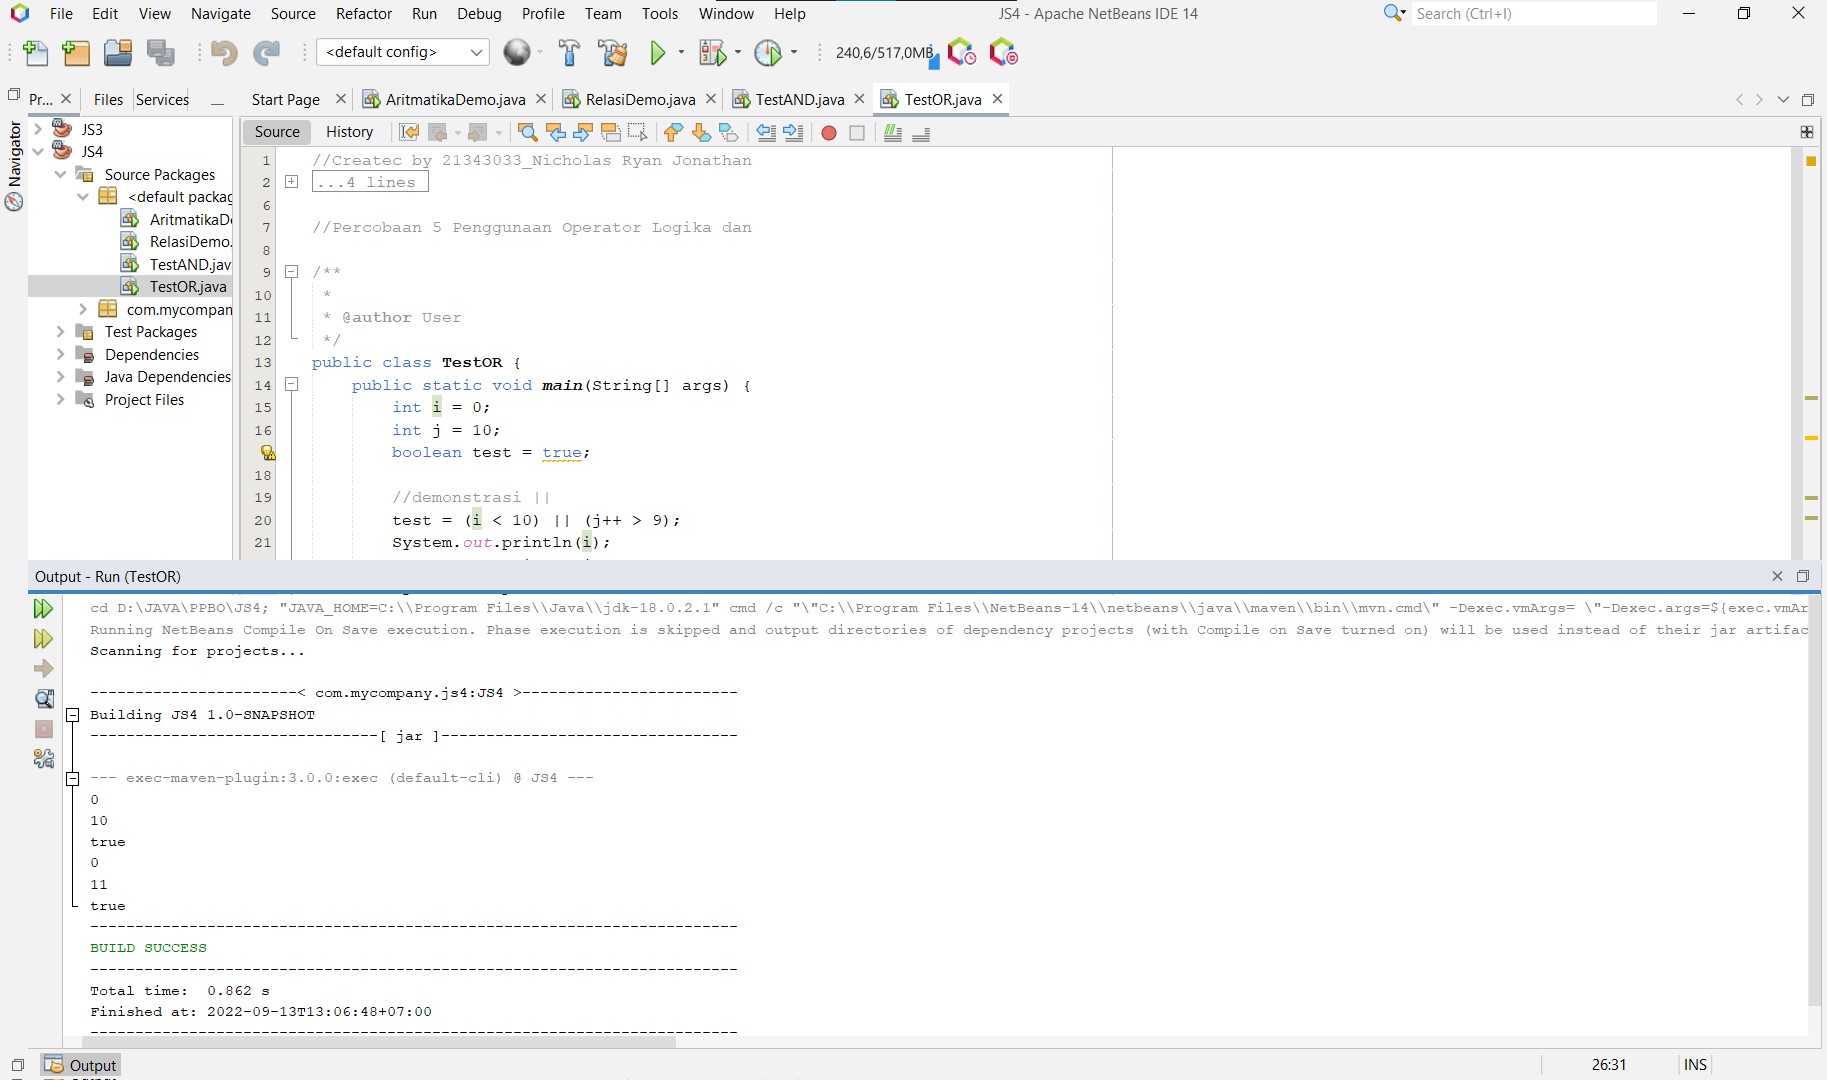 File Edit View Navigate Source Refactor Run Debug Profile Team Tools Window Help
JS4 - Apache NetBeans IDE 14
Search (Ctrl+I)
<default config>
240,6/517,0MB
Pr... Files Services
Start Page AritmatikaDemo.java RelasiDemo.java TestAND.java TestOR.java
Navigator
JS3
JS4
Source Packages
<default packag
AritmatikaD
RelasiDemo.
TestAND.jav
TestOR.java
com.mycompan
Test Packages
Dependencies
Java Dependencies
Project Files
Source History
1 //Createc by 21343033_Nicholas Ryan Jonathan
2 ...4 lines
6
7 //Percobaan 5 Penggunaan Operator Logika dan
8
9 /**
10 *
11 * @author User
12 */
13 public class TestOR {
14 public static void main(String[] args) {
15 int i = 0;
16 int j = 10;
boolean test = true;
18
19 //demonstrasi ||
20 test = (i < 10) || (j++ > 9);
21 System.out.println(i);
Output - Run (TestOR)
cd D:\JAVA\PPBO\JS4; "JAVA_HOME=C:\\Program Files\\Java\\jdk-18.0.2.1" cmd /c "\"C:\\Program Files\\NetBeans-14\\netbeans\\java\\maven\\bin\\mvn.cmd\" -Dexec.vmArgs= \"-Dexec.args=${exec.vmAr
Running NetBeans Compile On Save execution. Phase execution is skipped and output directories of dependency projects (with Compile on Save turned on) will be used instead of their jar artifac
Scanning for projects...
-----------------------< com.mycompany.js4:JS4 >------------------------
Building JS4 1.0-SNAPSHOT
--------------------------------[ jar ]---------------------------------
--- exec-maven-plugin:3.0.0:exec (default-cli) @ JS4 ---
0
10
true
0
11
true
------------------------------------------------------------------------
BUILD SUCCESS
------------------------------------------------------------------------
Total time:  0.862 s
Finished at: 2022-09-13T13:06:48+07:00
------------------------------------------------------------------------
Output
26:31 INS